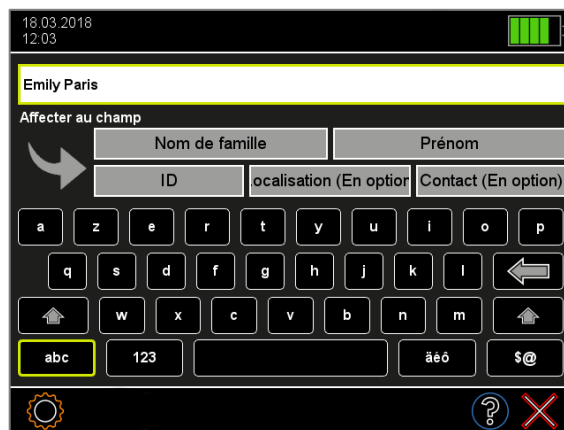 18.03.2018
12:03
Emily Paris
Affecter au champ
Nom de famille Prénom
ID .ocalisation (En option Contact (En option)
a z e r t y u i o p
q s d f g h j k l
w x c v b n m
abc 123 äéô $@
?